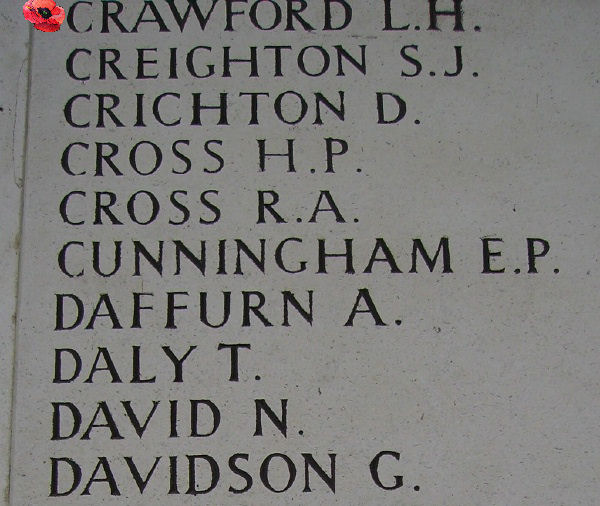 CRAWFORD L.H.
CREIGHTON S.J.
CRICHTON D.
CROSS H.P.
CROSS R.A.
CUNNINGHAM E.P.
DAFFURN A.
DALY T.
DAVID N.
DAVIDSON G.